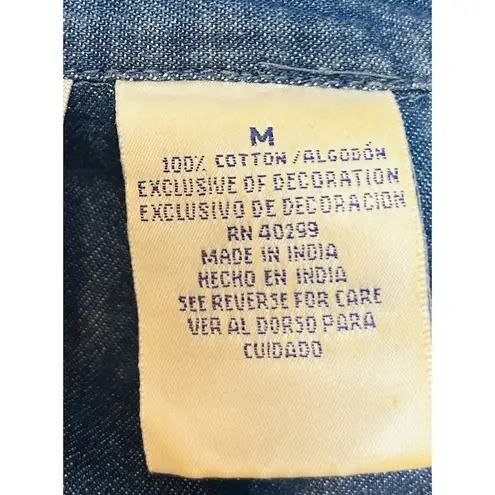 M
100% COTTON/ALGODÓN
EXCLUSIVE OF DECORATION
EXCLUSIVO DE DECORACION
RN 40299
MADE IN INDIA
HECHO EN INDIA
SEE REVERSE FOR CARE
VER AL DORSO PARA
CUIDADO